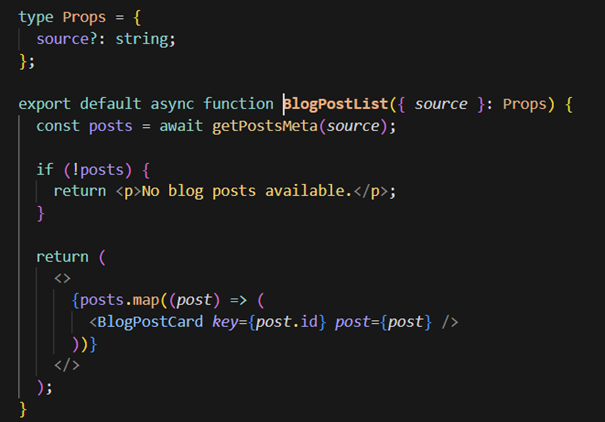 type Props = {
  source?: string;
};

export default async function BlogPostList({ source }: Props) {
  const posts = await getPostsMeta(source);

  if (!posts) {
    return <p>No blog posts available.</p>;
  }

  return (
    <>
      {posts.map((post) => (
        <BlogPostCard key={post.id} post={post} />
      ))}
    </>
  );
}